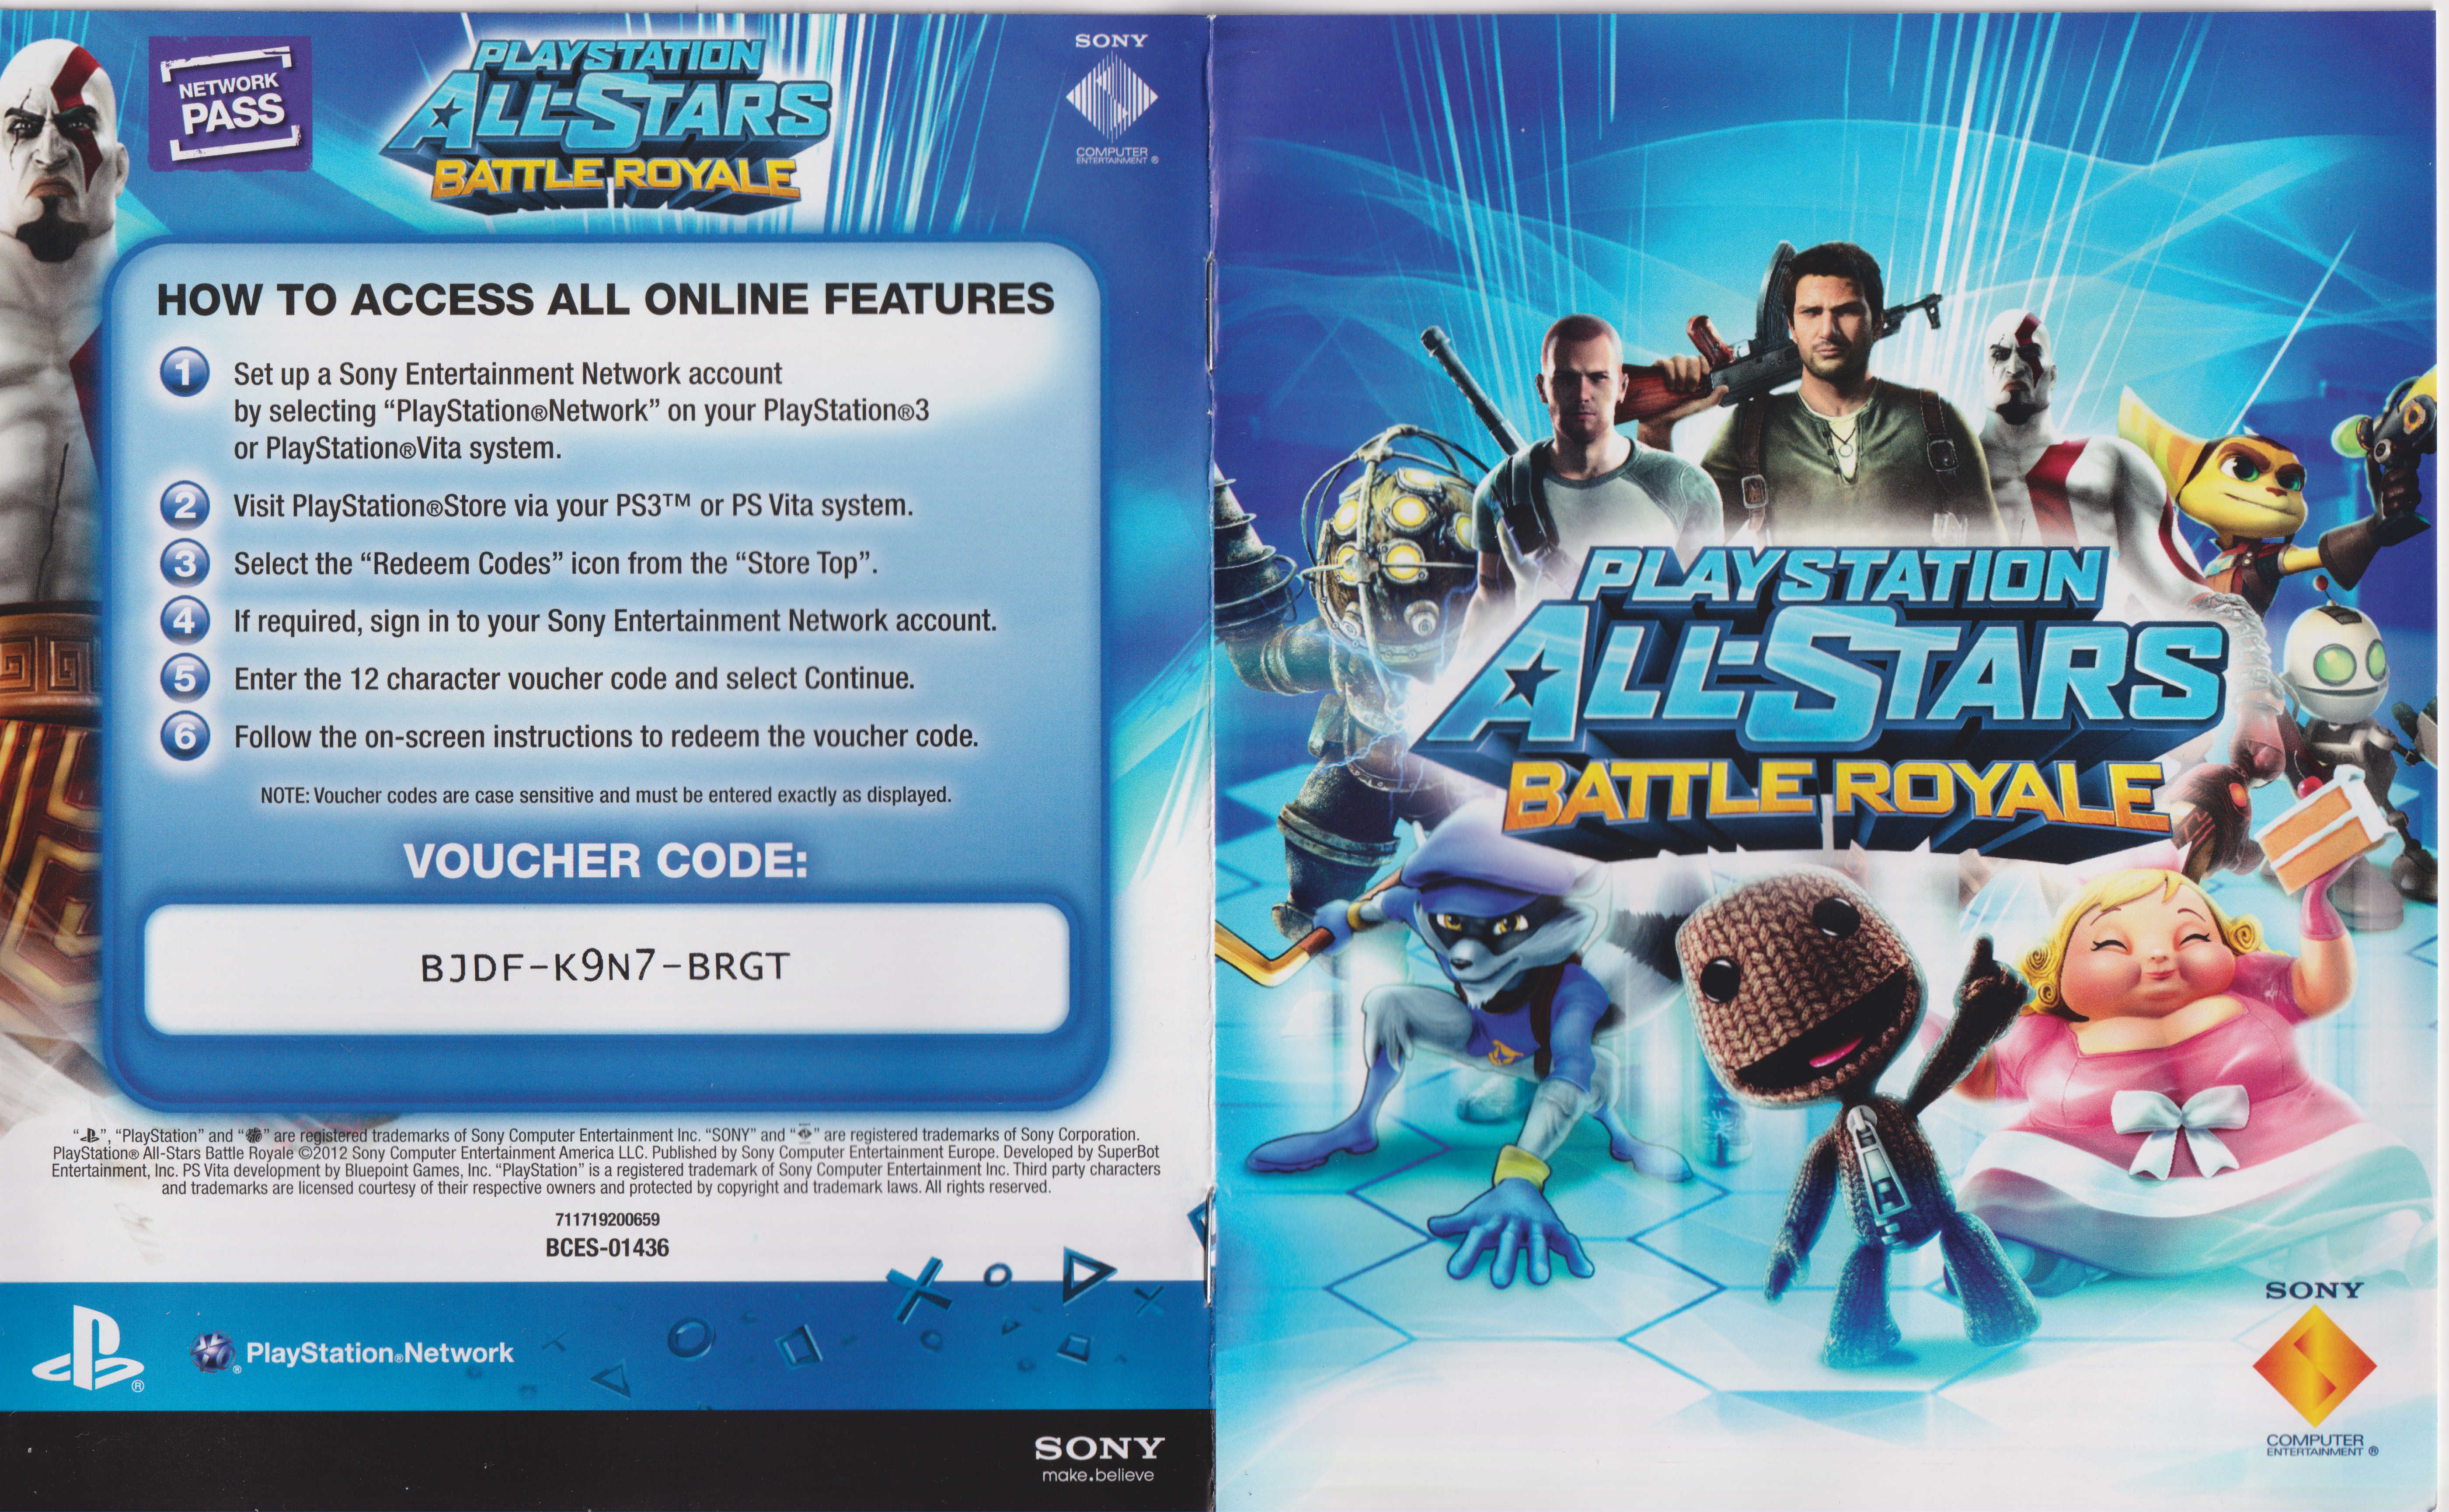 NETWORK
PASS
PLAYSTATION
ALL-STARS
BATTLE ROYALE
SONY
COMPUTER
ENTERTAINMENT ®
HOW TO ACCESS ALL ONLINE FEATURES
1 Set up a Sony Entertainment Network account
by selecting “PlayStation®Network” on your PlayStation®3
or PlayStation®Vita system.
2 Visit PlayStation®Store via your PS3™ or PS Vita system.
3 Select the “Redeem Codes” icon from the “Store Top”.
4 If required, sign in to your Sony Entertainment Network account.
5 Enter the 12 character voucher code and select Continue.
6 Follow the on-screen instructions to redeem the voucher code.
NOTE: Voucher codes are case sensitive and must be entered exactly as displayed.
VOUCHER CODE:
BJDF-K9N7-BRGT
“ ”, “PlayStation” and “ ” are registered trademarks of Sony Computer Entertainment Inc. “SONY” and “ ” are registered trademarks of Sony Corporation.
PlayStation® All-Stars Battle Royale ©2012 Sony Computer Entertainment America LLC. Published by Sony Computer Entertainment Europe. Developed by SuperBot
Entertainment, Inc. PS Vita development by Bluepoint Games, Inc. “PlayStation” is a registered trademark of Sony Computer Entertainment Inc. Third party characters
and trademarks are licensed courtesy of their respective owners and protected by copyright and trademark laws. All rights reserved.
711719200659
BCES-01436
®
PlayStation®Network
®
SONY
make.believe
PLAYSTATION
ALL-STARS
BATTLE ROYALE
SONY
COMPUTER
ENTERTAINMENT ®